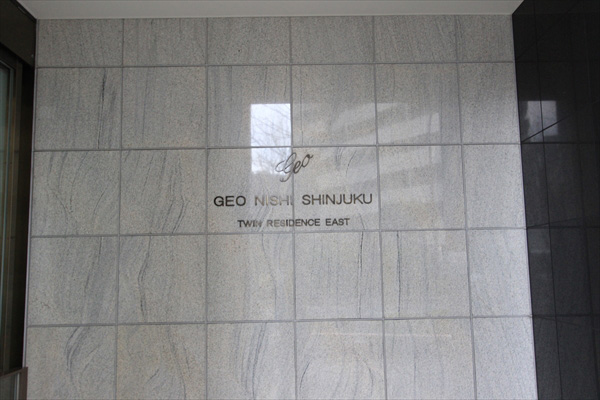 Geo
GEO NISHI SHINJUKU
TWIN RESIDENCE EAST